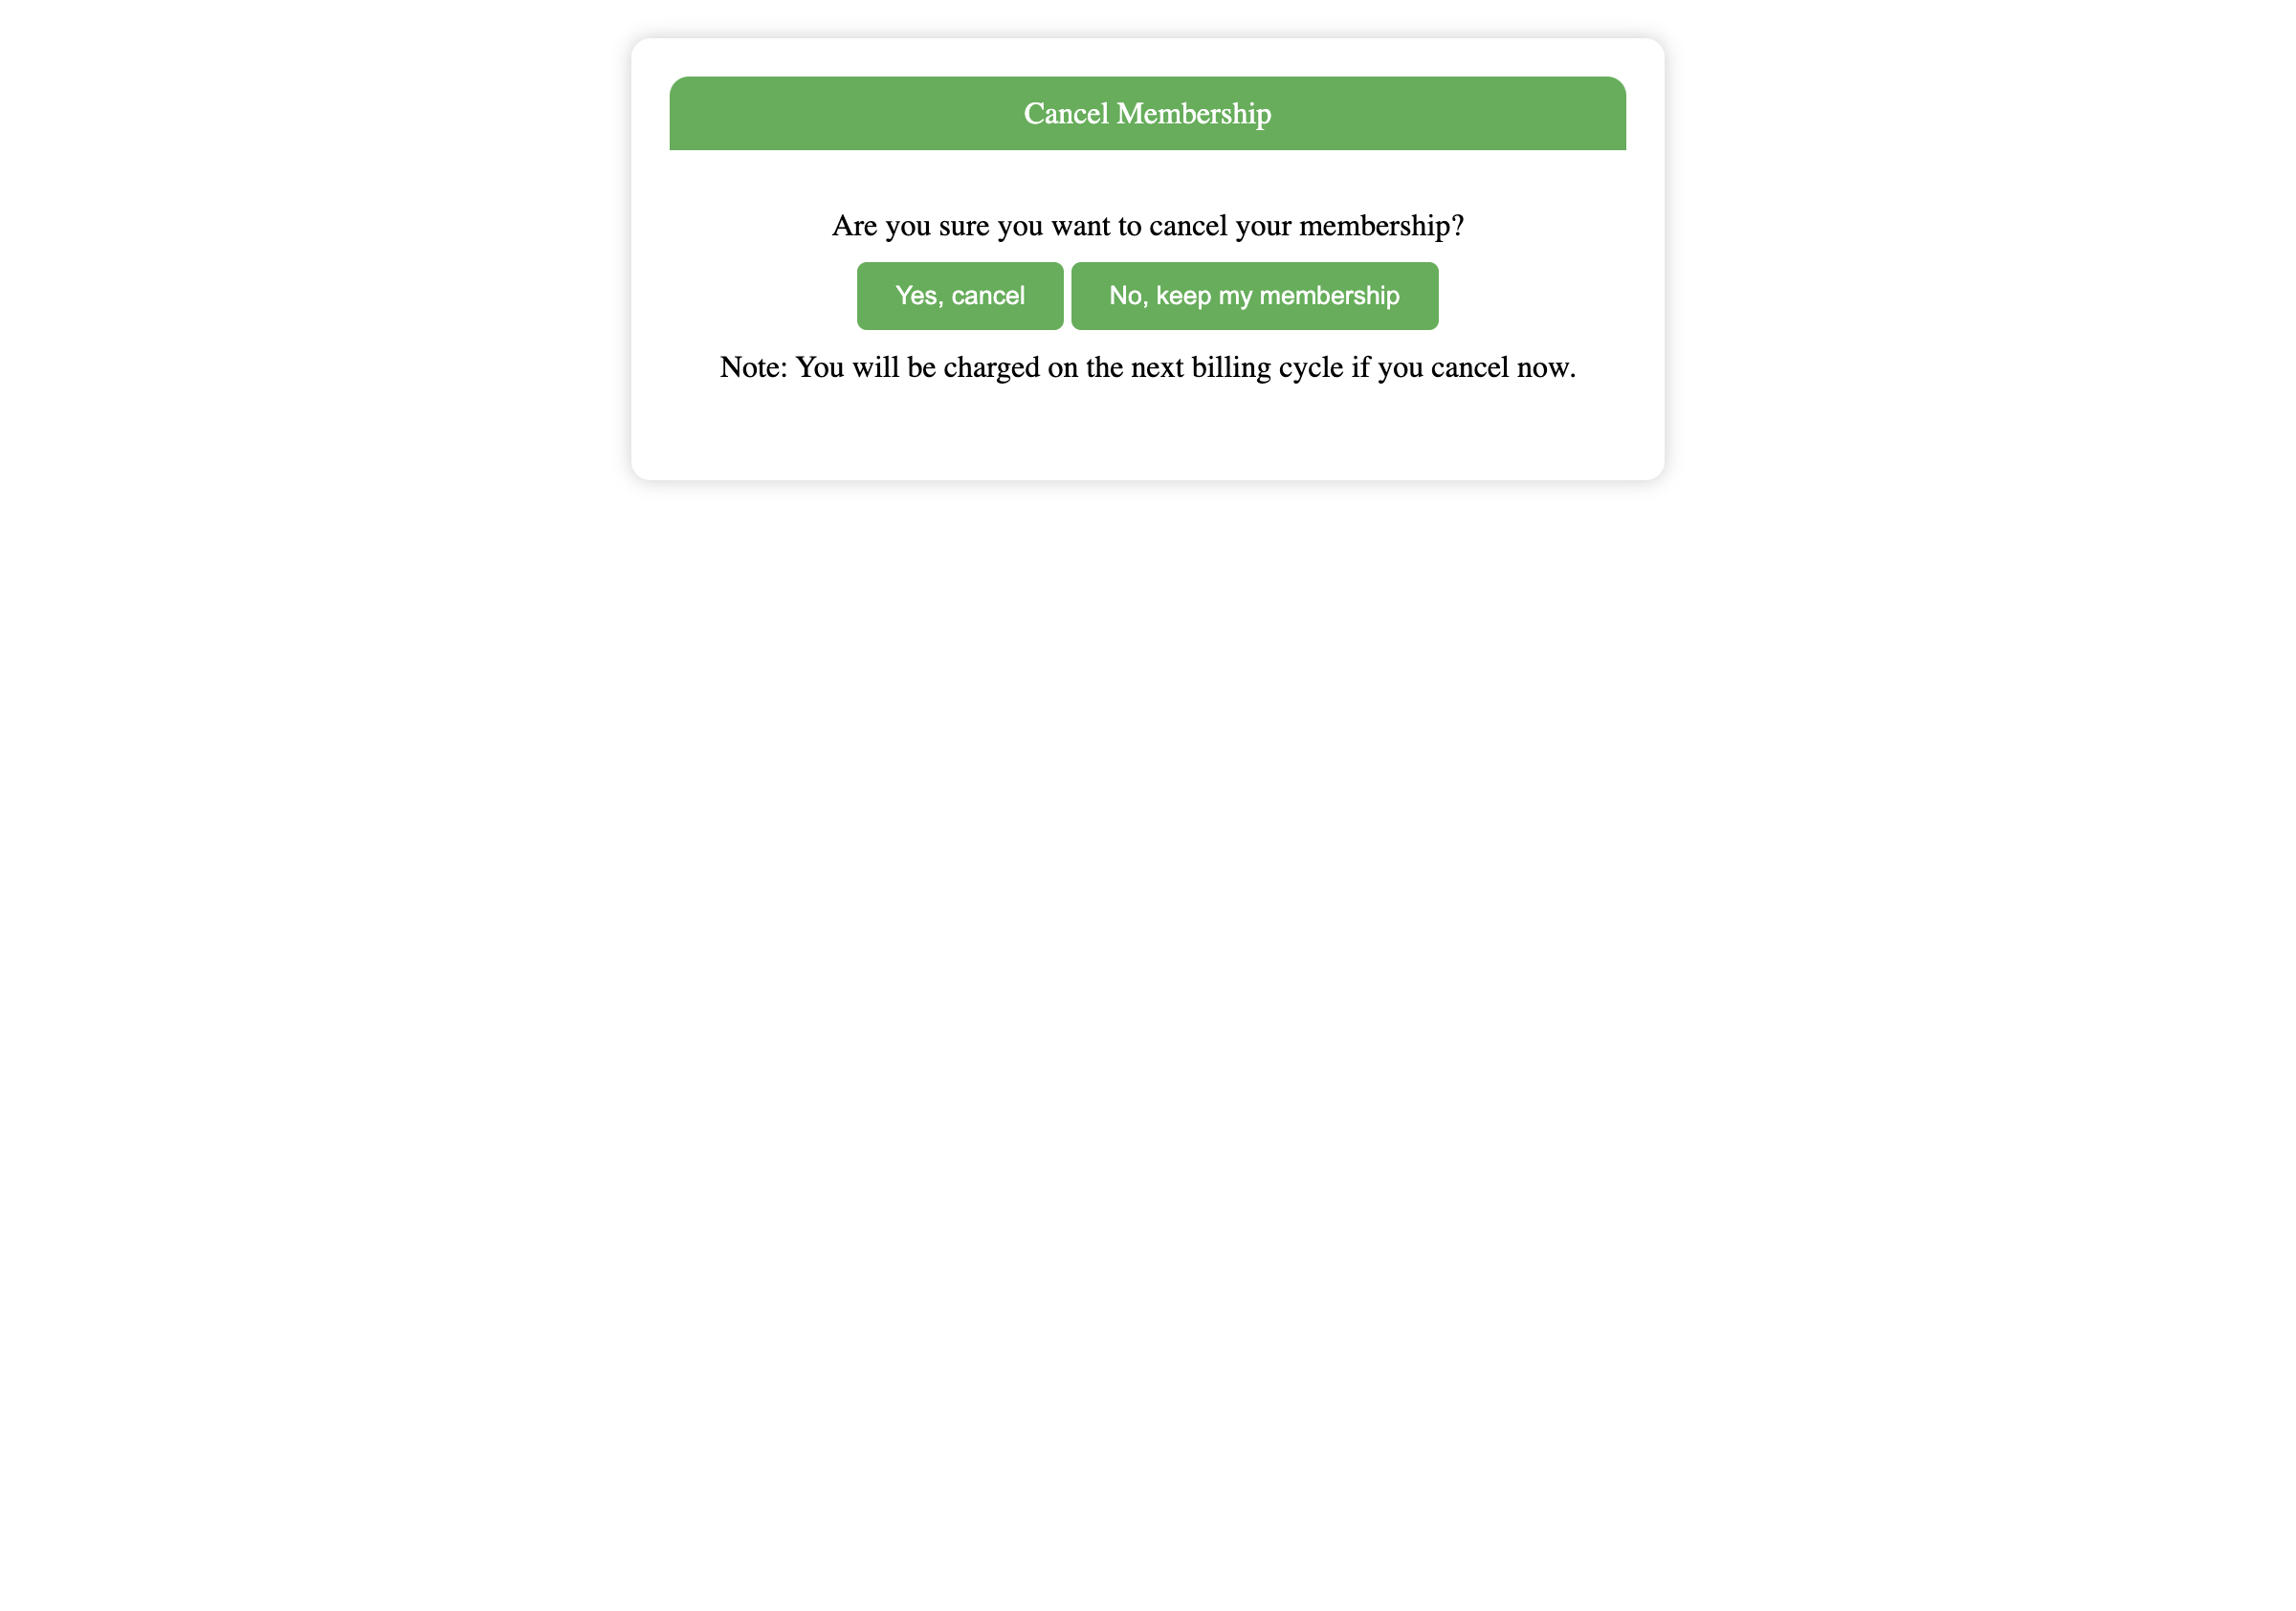 Cancel Membership
Are you sure you want to cancel your membership?
Yes, cancel
No, keep my membership
Note: You will be charged on the next billing cycle if you cancel now.